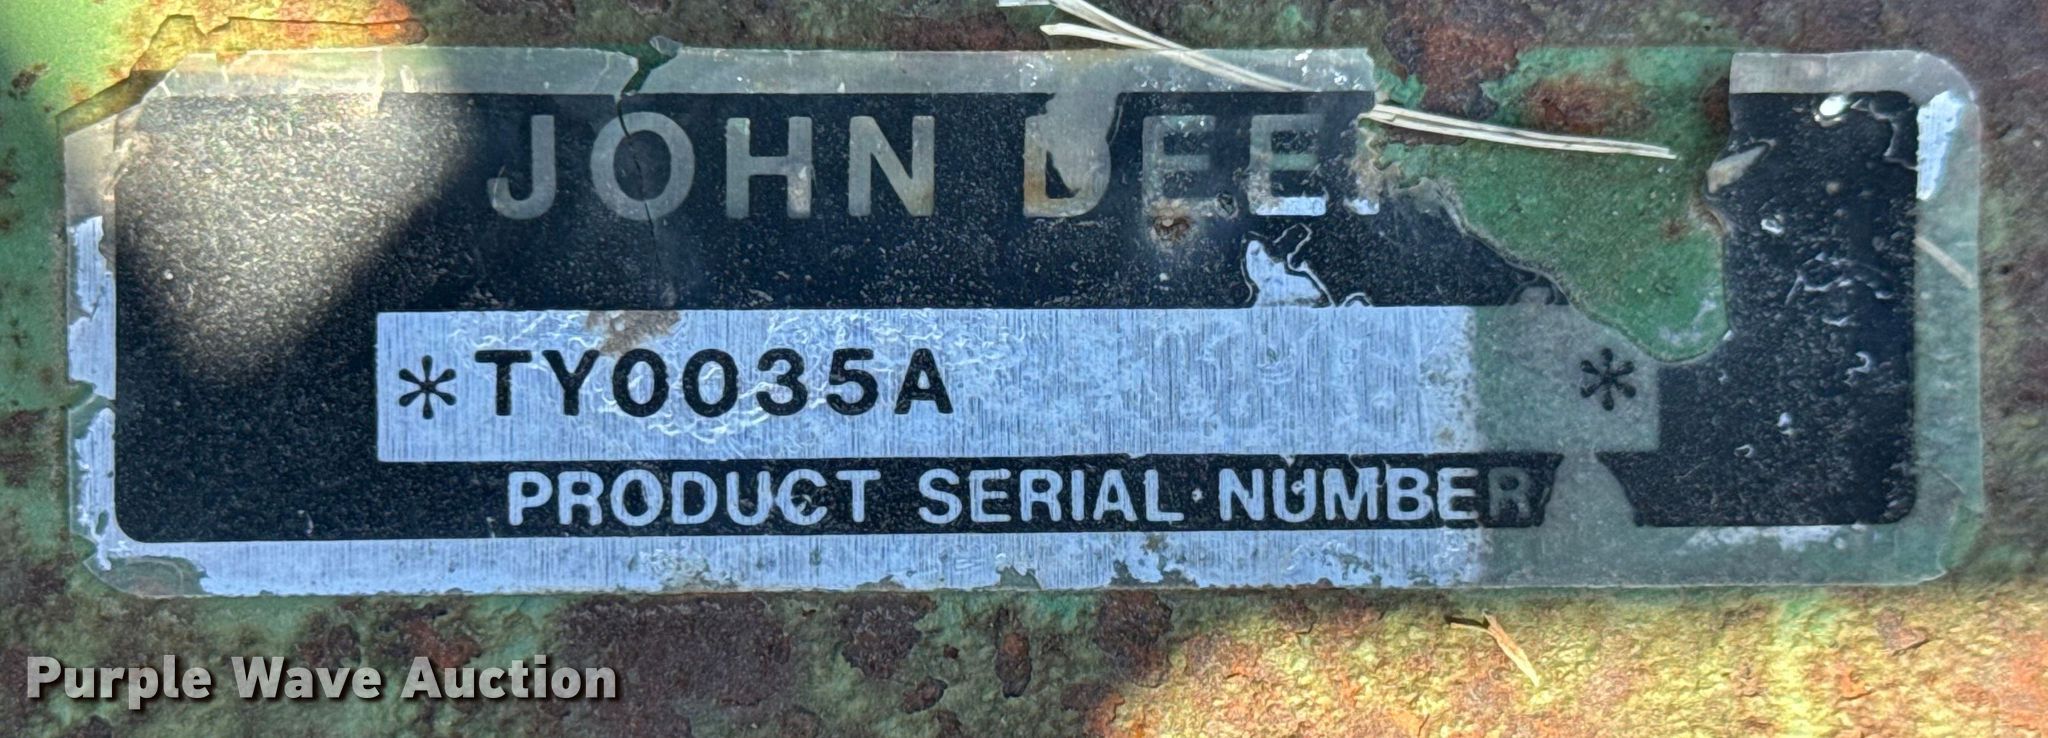 JOHN DEE
*TY0035A *
PRODUCT SERIAL NUMBER
Purple Wave Auction